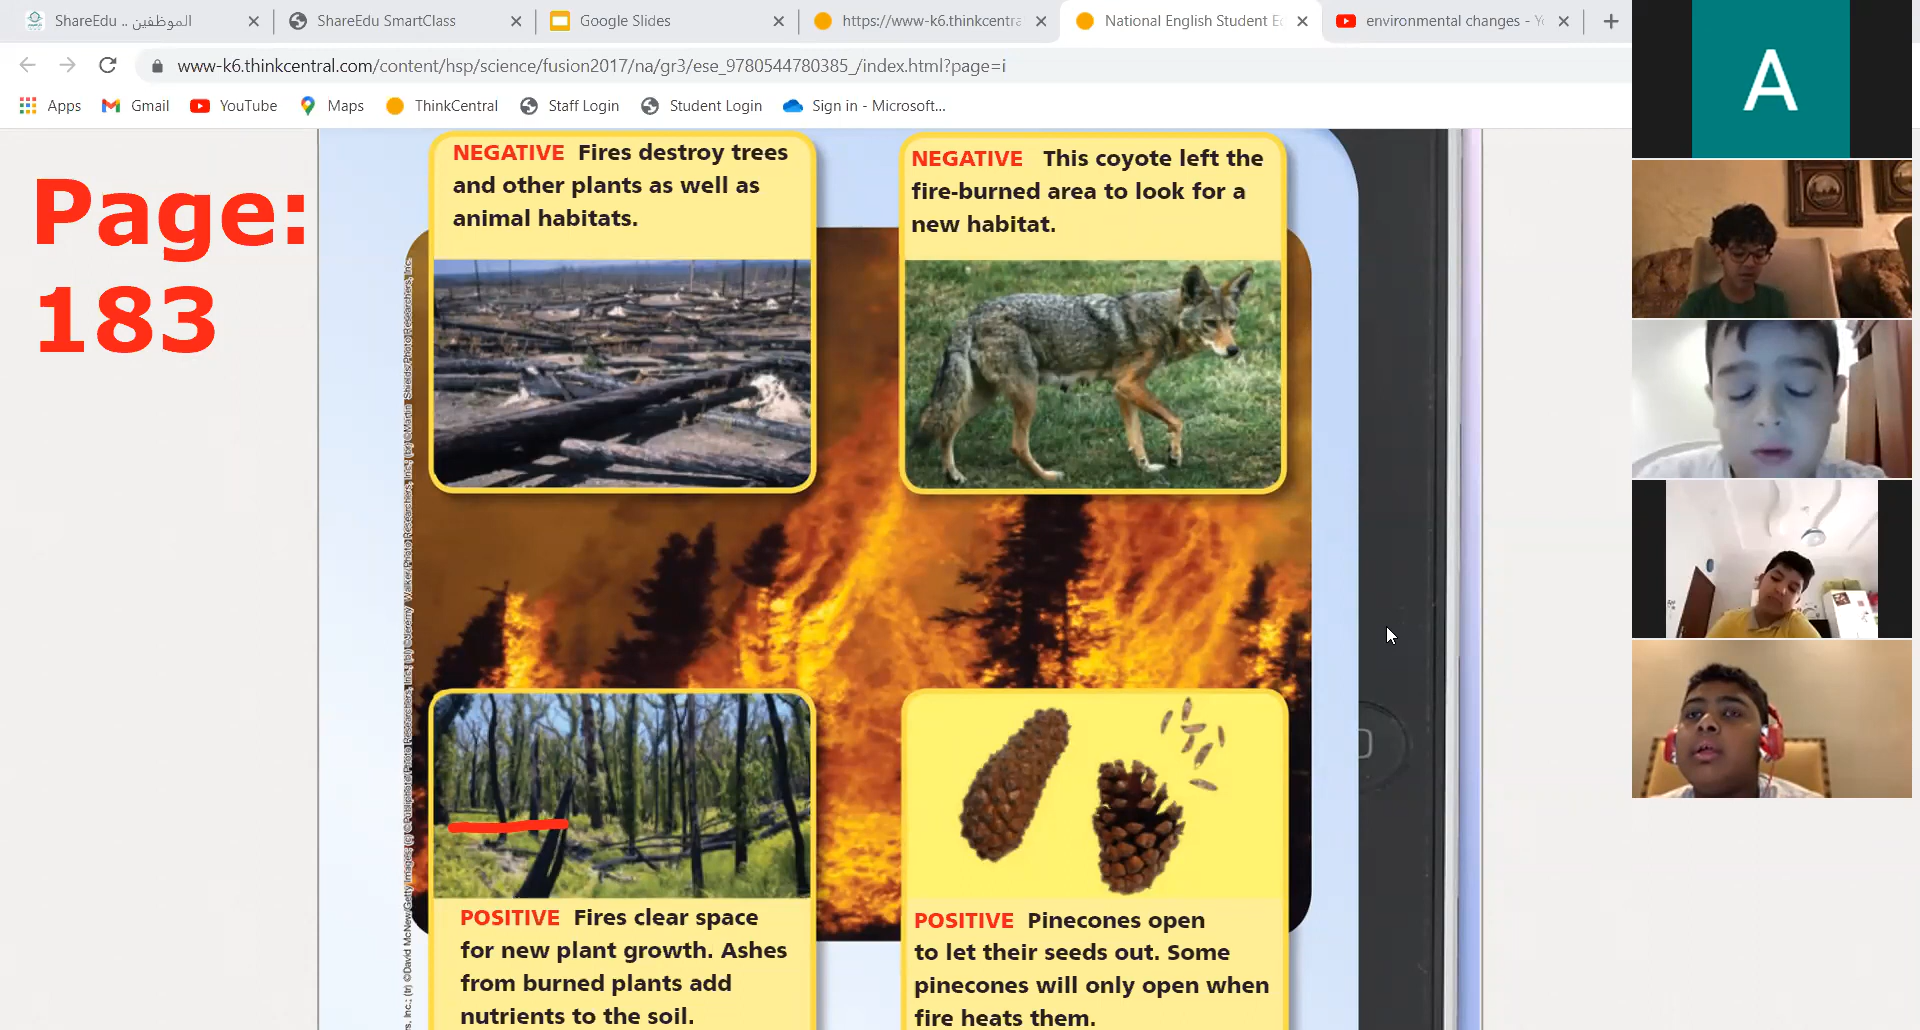 ShareEdu .. الموظفين
ShareEdu SmartClass
Google Slides
https://www-k6.thinkcentra
National English Student E
environmental changes - Y
www-k6.thinkcentral.com/content/hsp/science/fusion2017/na/gr3/ese_9780544780385_/index.html?page=i
Apps
Gmail
YouTube
Maps
ThinkCentral
Staff Login
Student Login
Sign in - Microsoft...
Page:
183
NEGATIVE Fires destroy trees
and other plants as well as
animal habitats.
NEGATIVE This coyote left the
fire-burned area to look for a
new habitat.
POSITIVE Fires clear space
for new plant growth. Ashes
from burned plants add
nutrients to the soil.
POSITIVE Pinecones open
to let their seeds out. Some
pinecones will only open when
fire heats them.
A